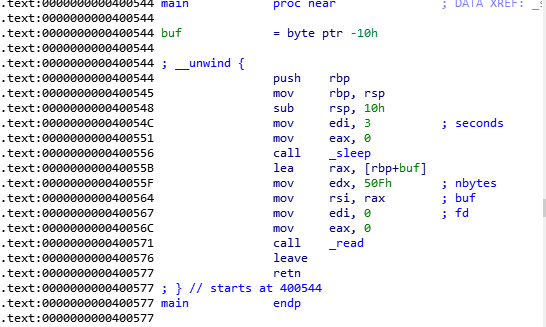 .text:0000000000400544 main proc near ; DATA XREF: _s
.text:0000000000400544
.text:0000000000400544 buf = byte ptr -10h
.text:0000000000400544
.text:0000000000400544 ; __unwind {
.text:0000000000400544 push rbp
.text:0000000000400545 mov rbp, rsp
.text:0000000000400548 sub rsp, 10h
.text:000000000040054C mov edi, 3 ; seconds
.text:0000000000400551 mov eax, 0
.text:0000000000400556 call _sleep
.text:000000000040055B lea rax, [rbp+buf]
.text:000000000040055F mov edx, 50Fh ; nbytes
.text:0000000000400564 mov rsi, rax ; buf
.text:0000000000400567 mov edi, 0 ; fd
.text:000000000040056C mov eax, 0
.text:0000000000400571 call _read
.text:0000000000400576 leave
.text:0000000000400577 retn
.text:0000000000400577 ; } // starts at 400544
.text:0000000000400577 main endp
.text:0000000000400577